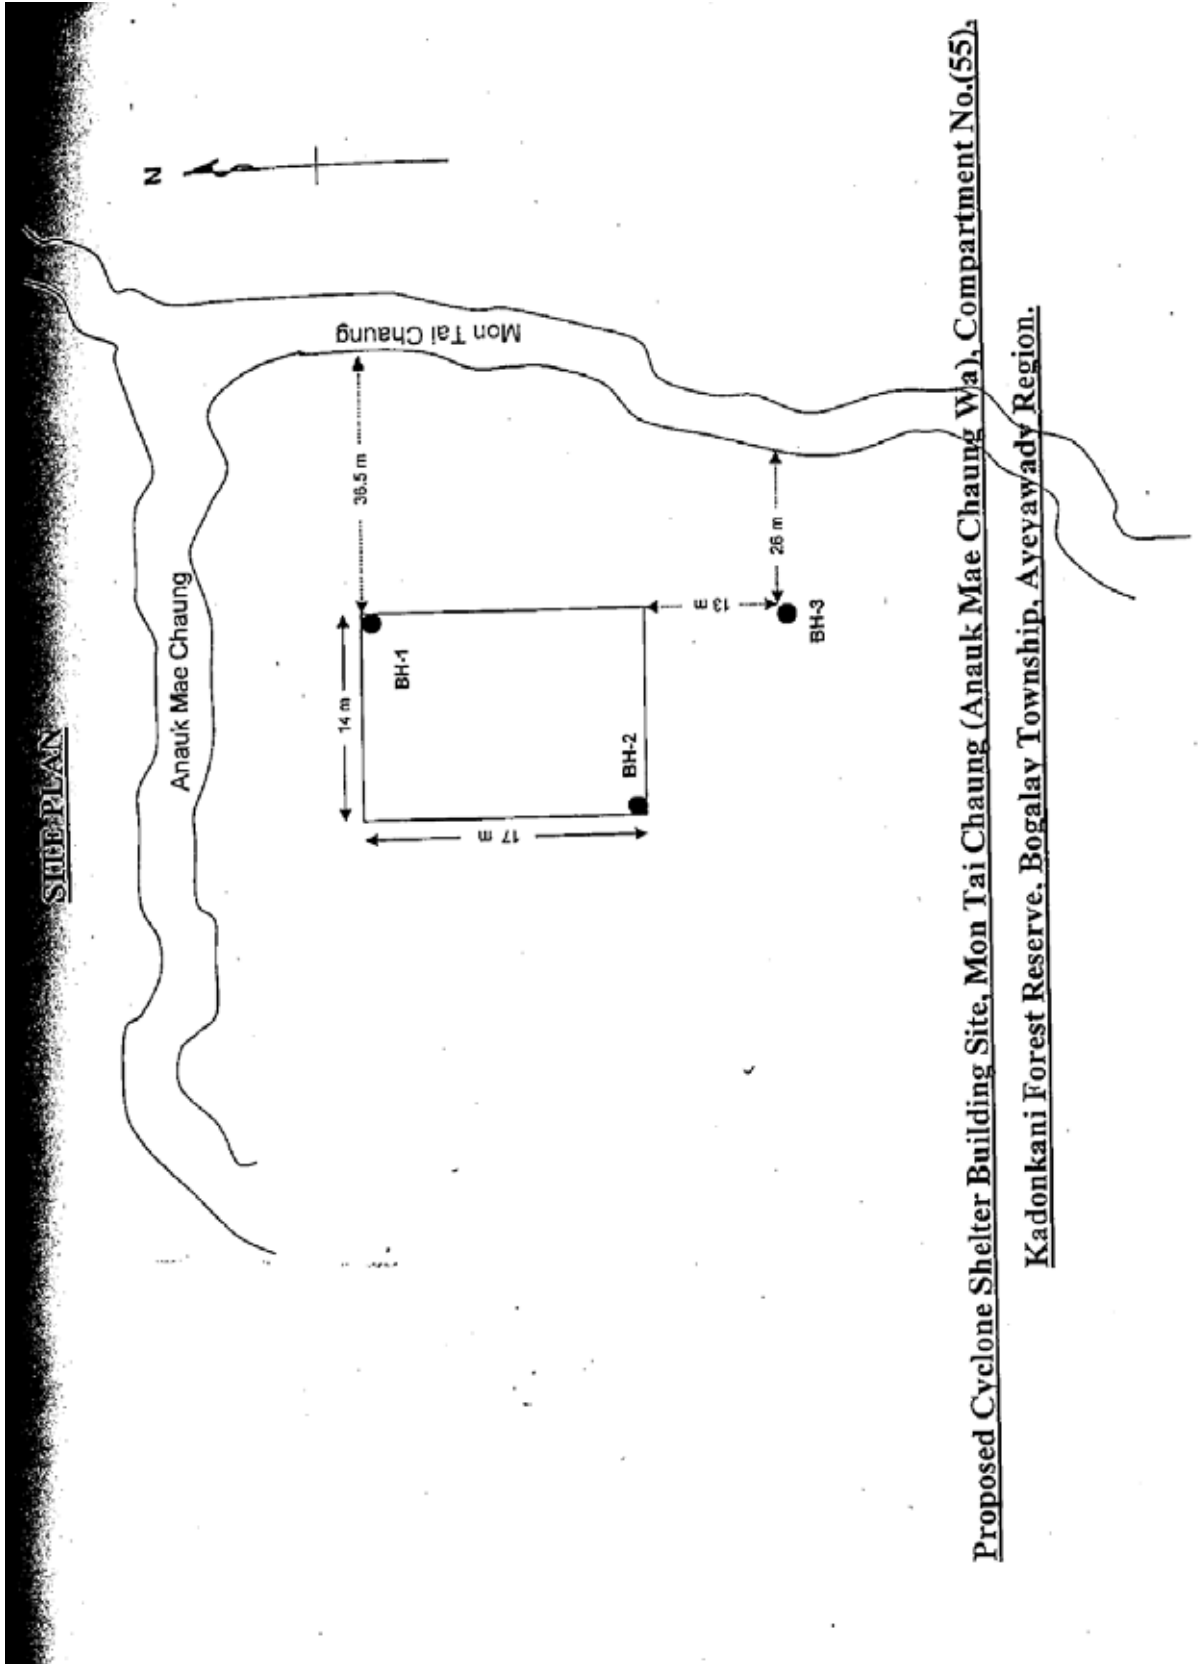 SITE PLAN
N
Anauk Mae Chaung
Mon Tai Chaung
36.5 m
14 m
BH-1
17 m
BH-2
13 m
26 m
BH-3
Proposed Cyclone Shelter Building Site, Mon Tai Chaung (Anauk Mae Chaung Wa), Compartment No.(55),
Kadonkani Forest Reserve, Bogalay Township, Ayeyawady Region.